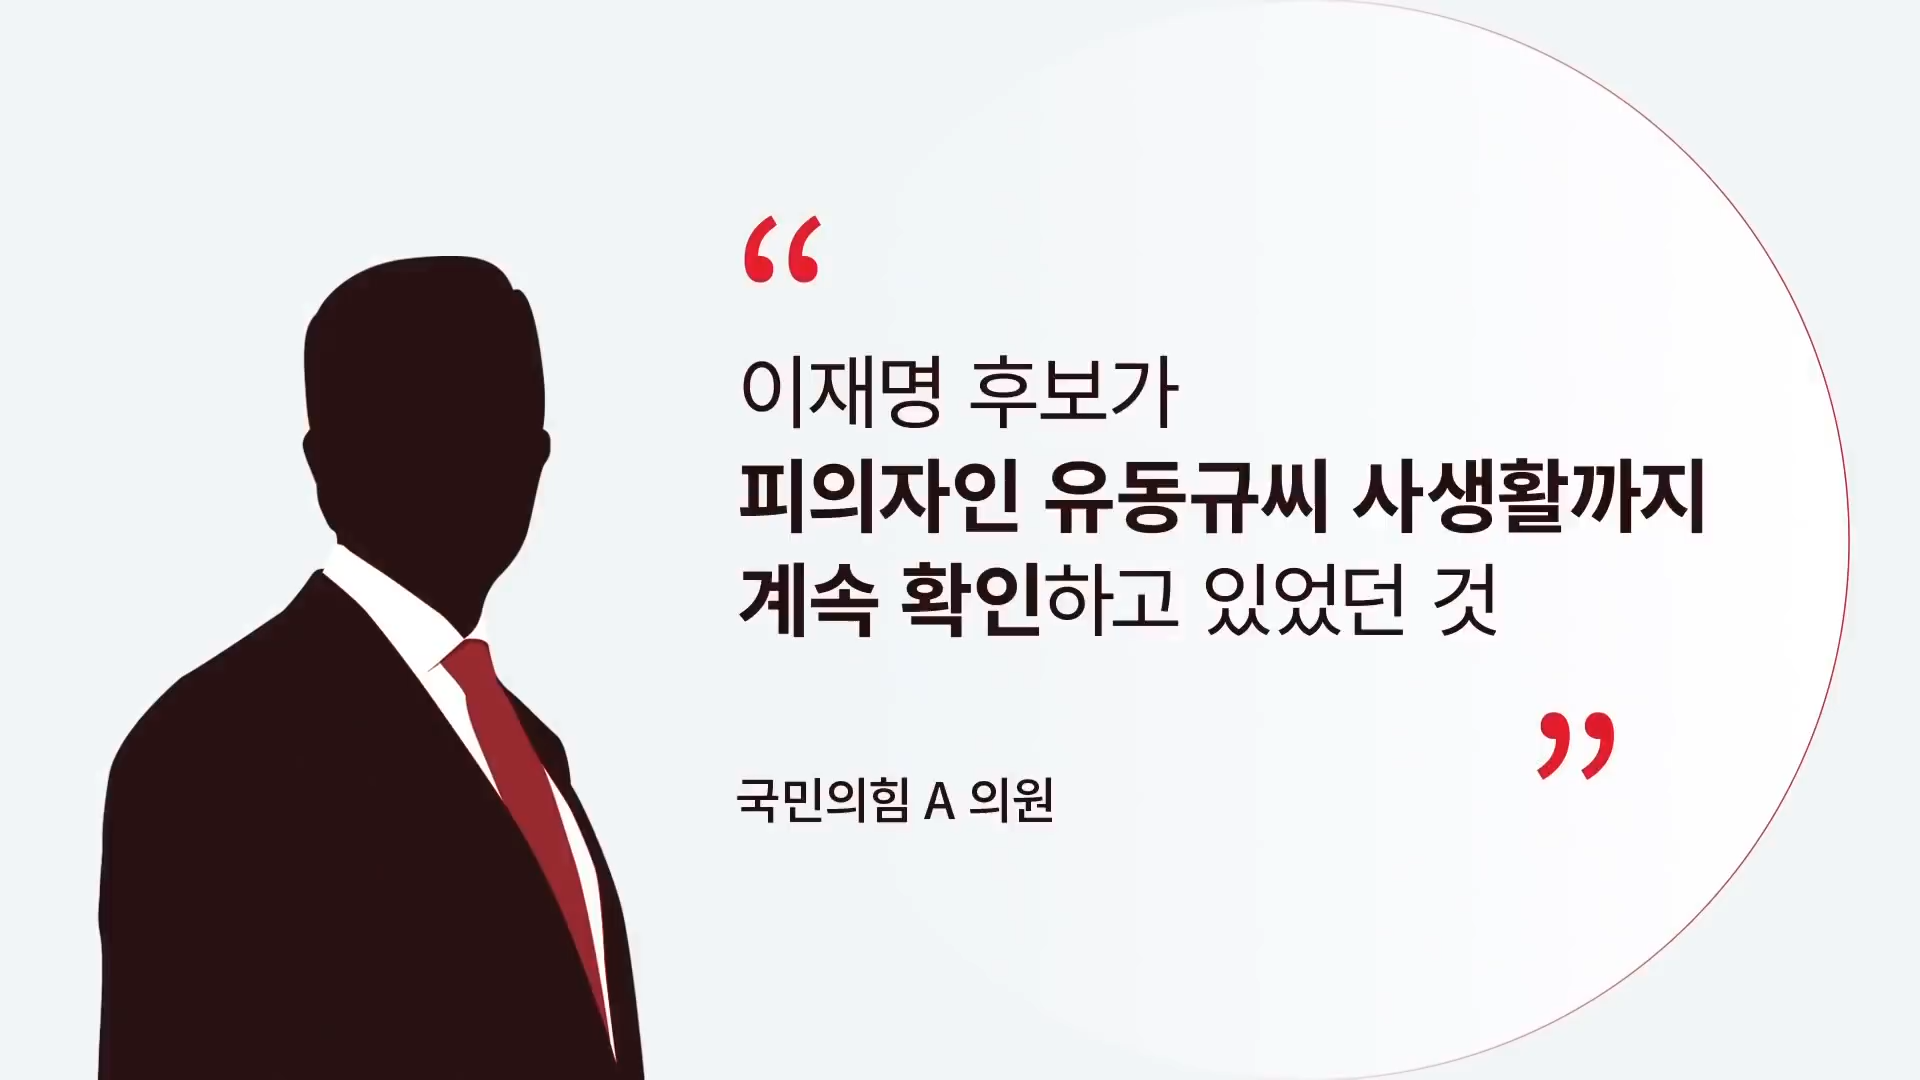 “
이재명 후보가
피의자인 유동규씨 사생활까지
계속 확인하고 있었던 것
”
국민의힘 A 의원